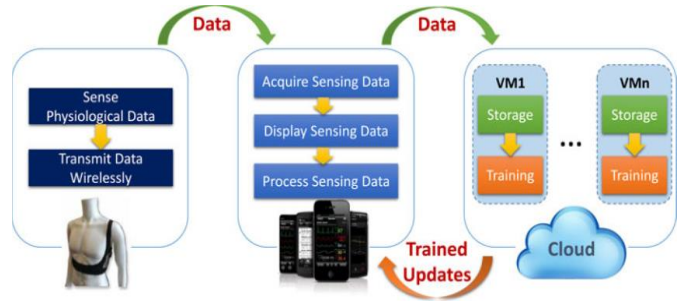 Data
Data
Sense
Physiological Data
Transmit Data
Wirelessly
Acquire Sensing Data
Display Sensing Data
Process Sensing Data
VM1
Storage
Training
...
VMn
Storage
Training
Trained
Updates
Cloud